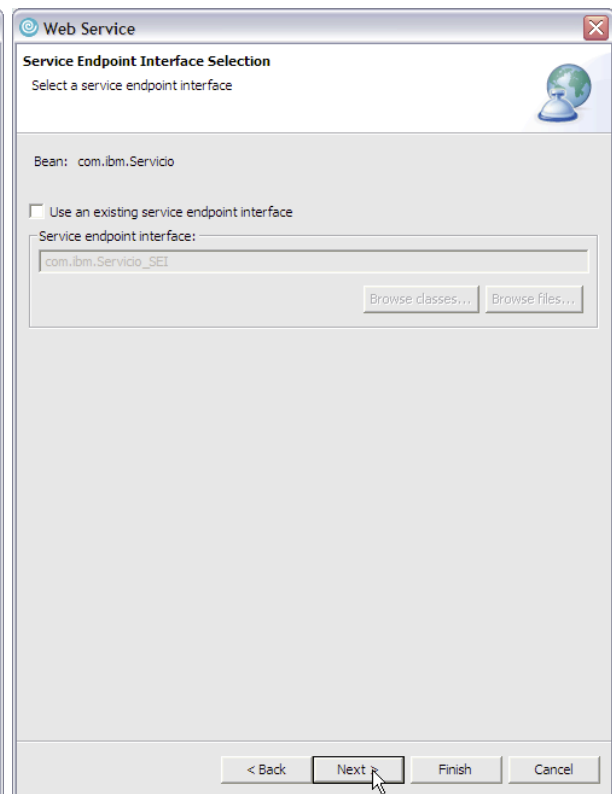 Web Service
Service Endpoint Interface Selection
Select a service endpoint interface
Bean: com.ibm.Servicio
Use an existing service endpoint interface
Service endpoint interface:
com.ibm.Servicio_SEI
Browse classes... Browse files...
< Back Next > Finish Cancel